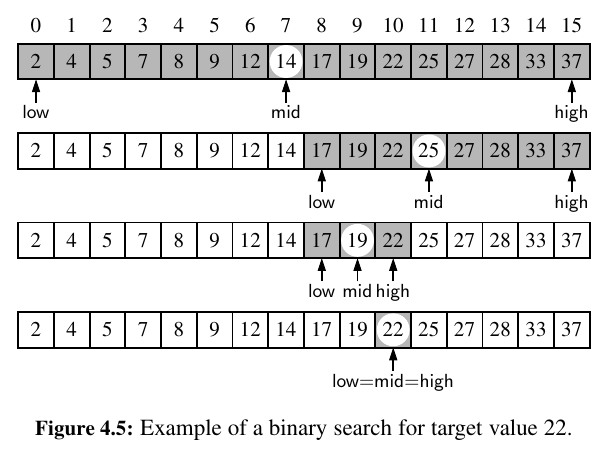 0 1 2 3 4 5 6 7 8 9 10 11 12 13 14 15
2 4 5 7 8 9 12 14 17 19 22 25 27 28 33 37
low mid high
2 4 5 7 8 9 12 14 17 19 22 25 27 28 33 37
low mid high
2 4 5 7 8 9 12 14 17 19 22 25 27 28 33 37
low mid high
2 4 5 7 8 9 12 14 17 19 22 25 27 28 33 37
low=mid=high
Figure 4.5: Example of a binary search for target value 22.